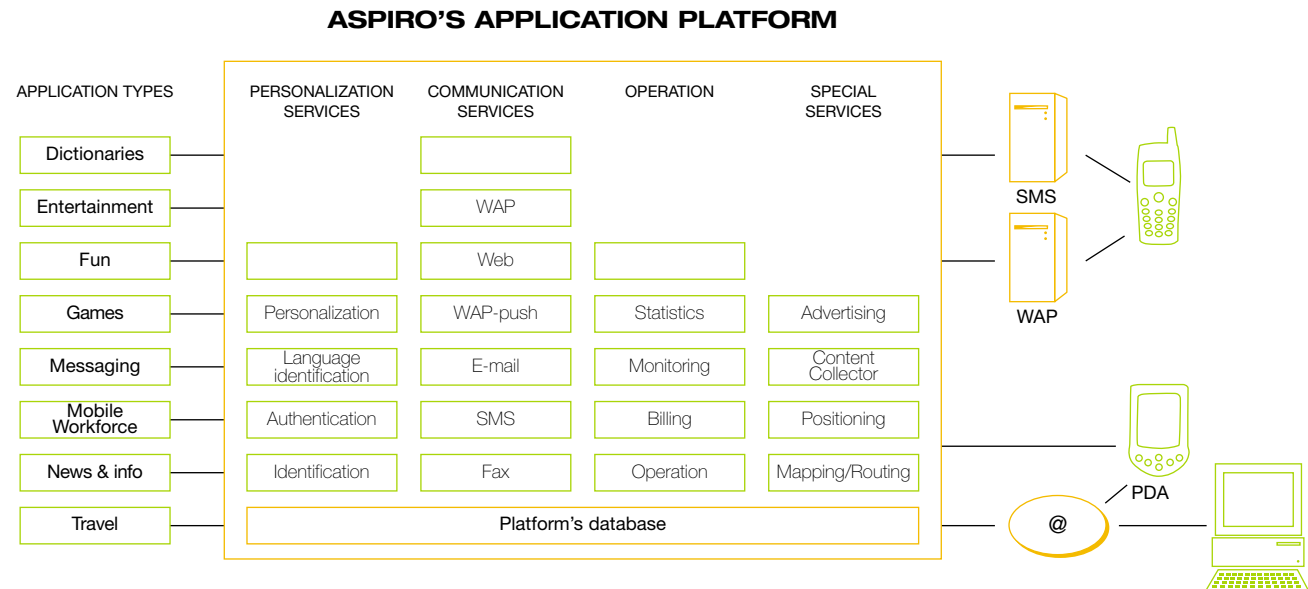 ASPIRO'S APPLICATION PLATFORM
APPLICATION TYPES
PERSONALIZATION
SERVICES
COMMUNICATION
SERVICES
OPERATION
SPECIAL
SERVICES
Dictionaries
Entertainment
WAP
Fun
Web
Games
Personalization
WAP-push
Statistics
Advertising
Messaging
Language
identification
E-mail
Monitoring
Content
Collector
Mobile
Workforce
Authentication
SMS
Billing
Positioning
News & info
Identification
Fax
Operation
Mapping/Routing
Travel
Platform's database
SMS
WAP
PDA
@